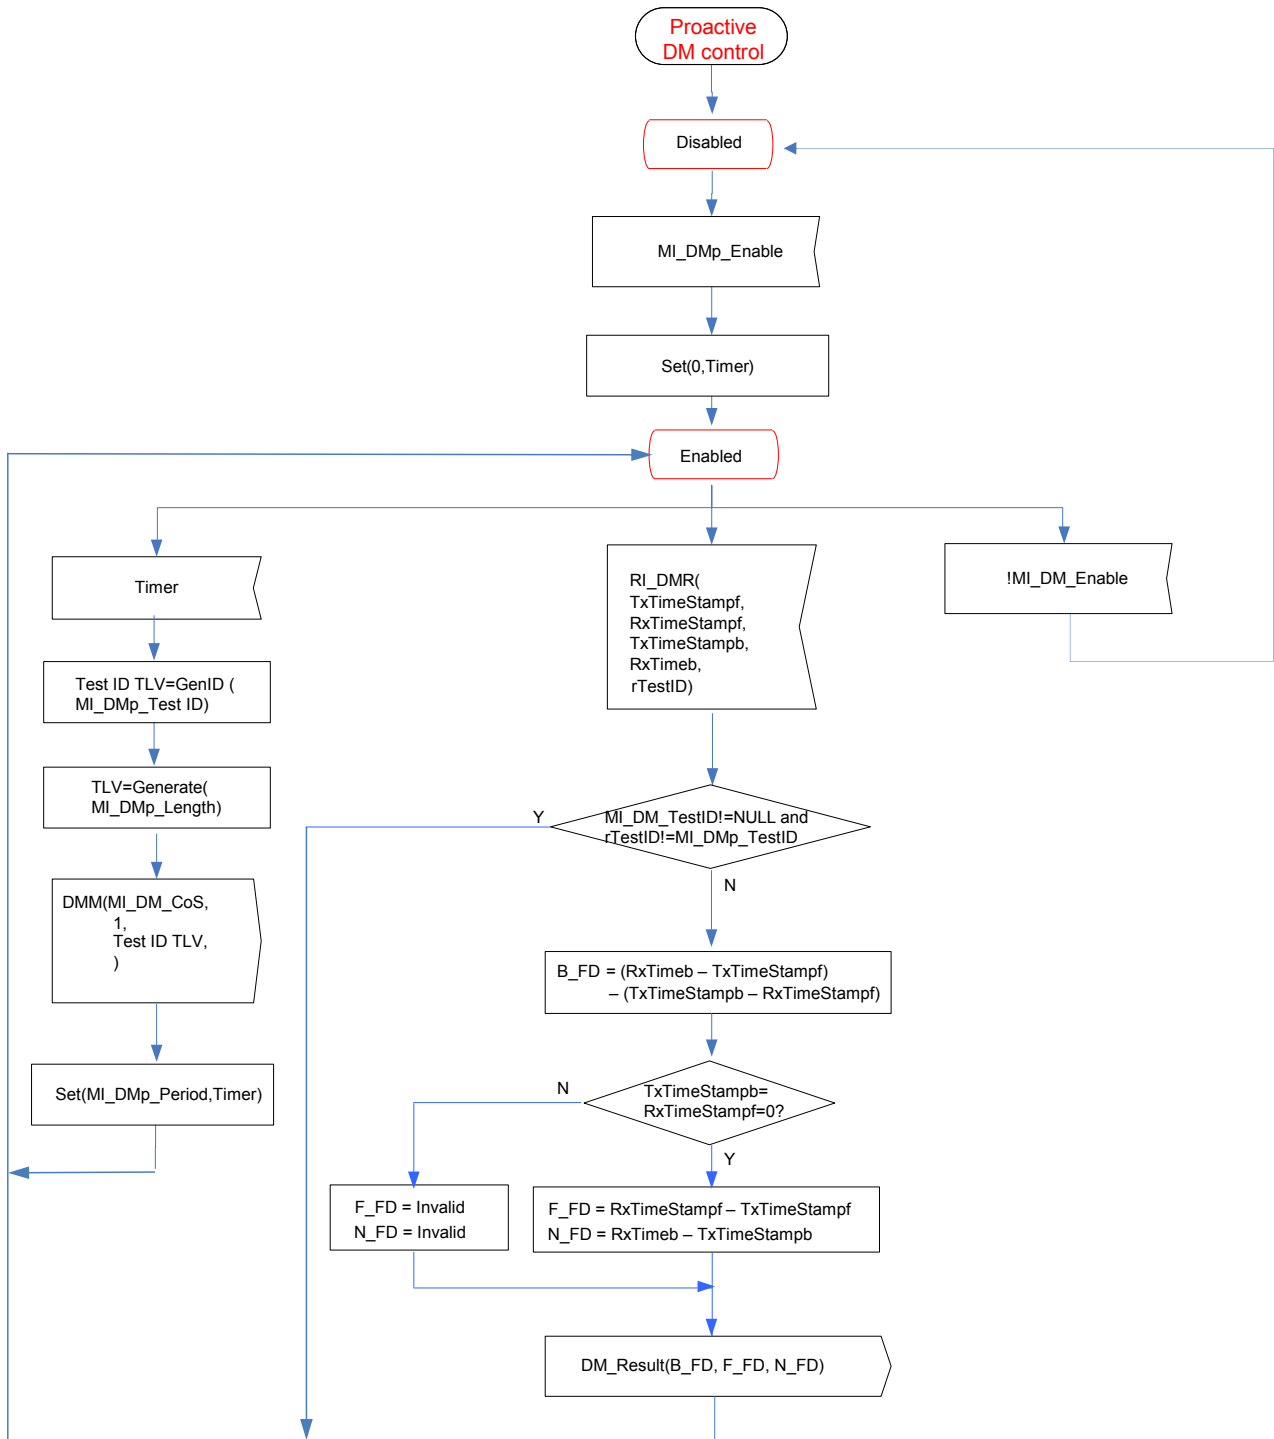 Proactive
DM control
Disabled
MI_DMp_Enable
Set(0,Timer)
Enabled
Timer
RI_DMR(
TxTimeStampf,
RxTimeStampf,
TxTimeStampb,
RxTimeb,
rTestID)
!MI_DM_Enable
Test ID TLV=GenID (
MI_DMp_Test ID)
TLV=Generate(
MI_DMp_Length)
Y
MI_DM_TestID!=NULL and
rTestID!=MI_DMp_TestID
N
DMM(MI_DM_CoS,
1,
Test ID TLV,
)
B_FD = (RxTimeb – TxTimeStampf)
– (TxTimeStampb – RxTimeStampf)
Set(MI_DMp_Period,Timer)
N
TxTimeStampb=
RxTimeStampf=0?
Y
F_FD = Invalid
N_FD = Invalid
F_FD = RxTimeStampf – TxTimeStampf
N_FD = RxTimeb – TxTimeStampb
DM_Result(B_FD, F_FD, N_FD)